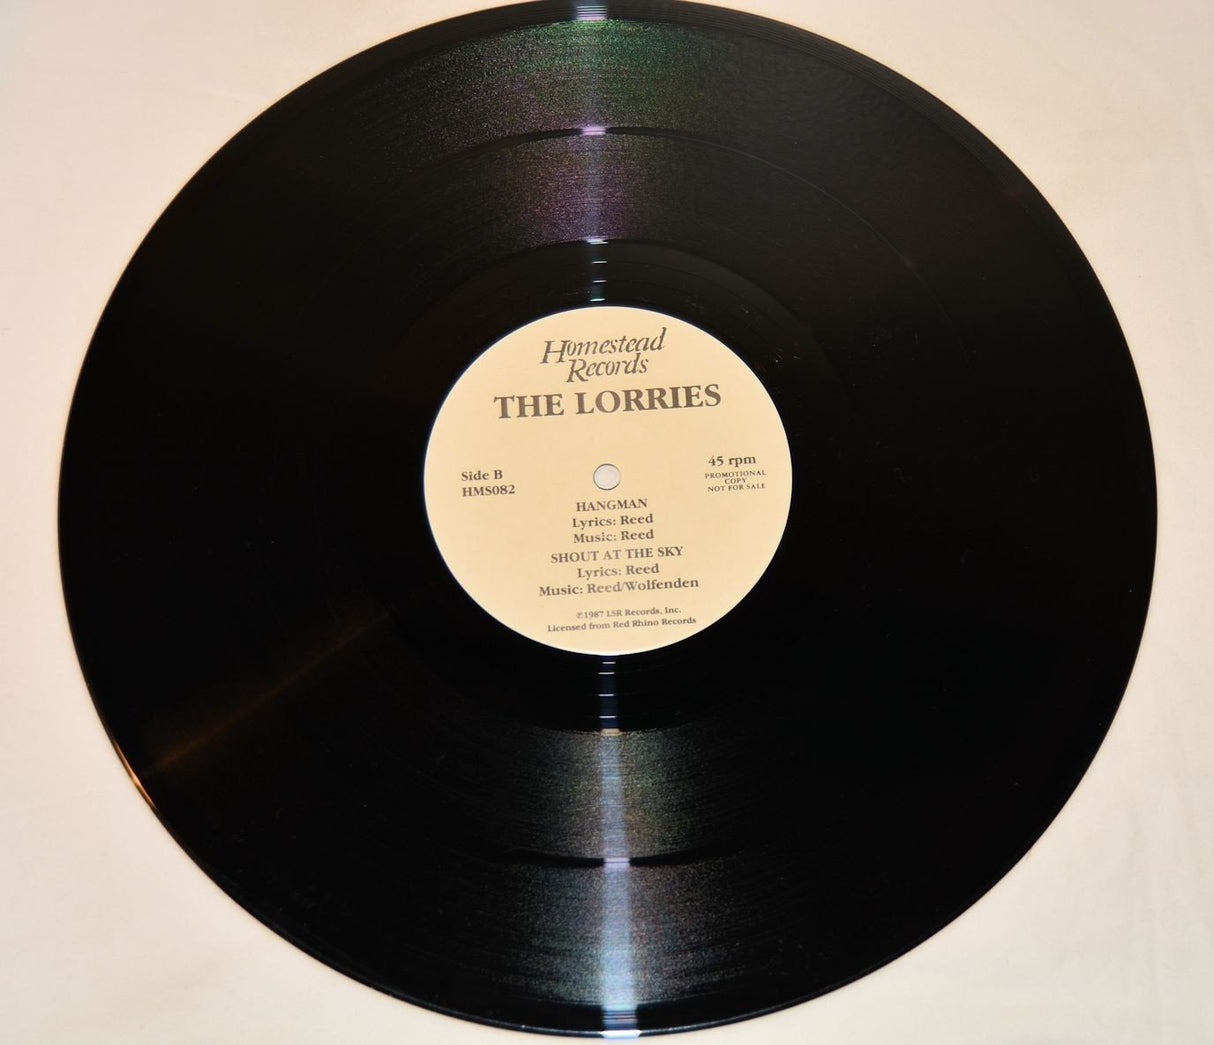 Homestead
Records
THE LORRIES
Side B
HMS082
45 rpm
PROMOTIONAL
COPY
NOT FOR SALE
HANGMAN
Lyrics: Reed
Music: Reed
SHOUT AT THE SKY
Lyrics: Reed
Music: Reed/Wolfenden
℗1987 LSR Records, Inc.
Licensed from Red Rhino Records